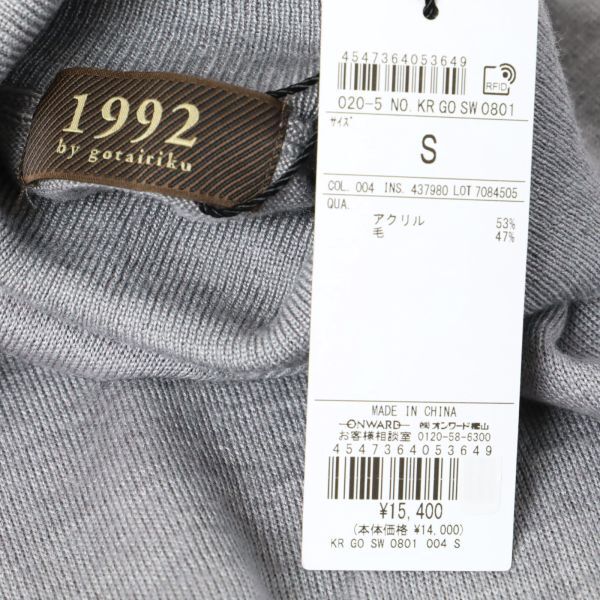 1992
by gotairiku
4547364053649
RFID
020-5 NO. KR GO SW 0801
サイズ
S
COL. 004 INS. 437980 LOT 7084505
QUA.
アクリル 53%
毛 47%
MADE IN CHINA
ONWARD ㈱オンワード樫山
お客様相談室 0120-58-6300
4547364053649
¥15,400
(本体価格 ¥14,000)
KR GO SW 0801 004 S